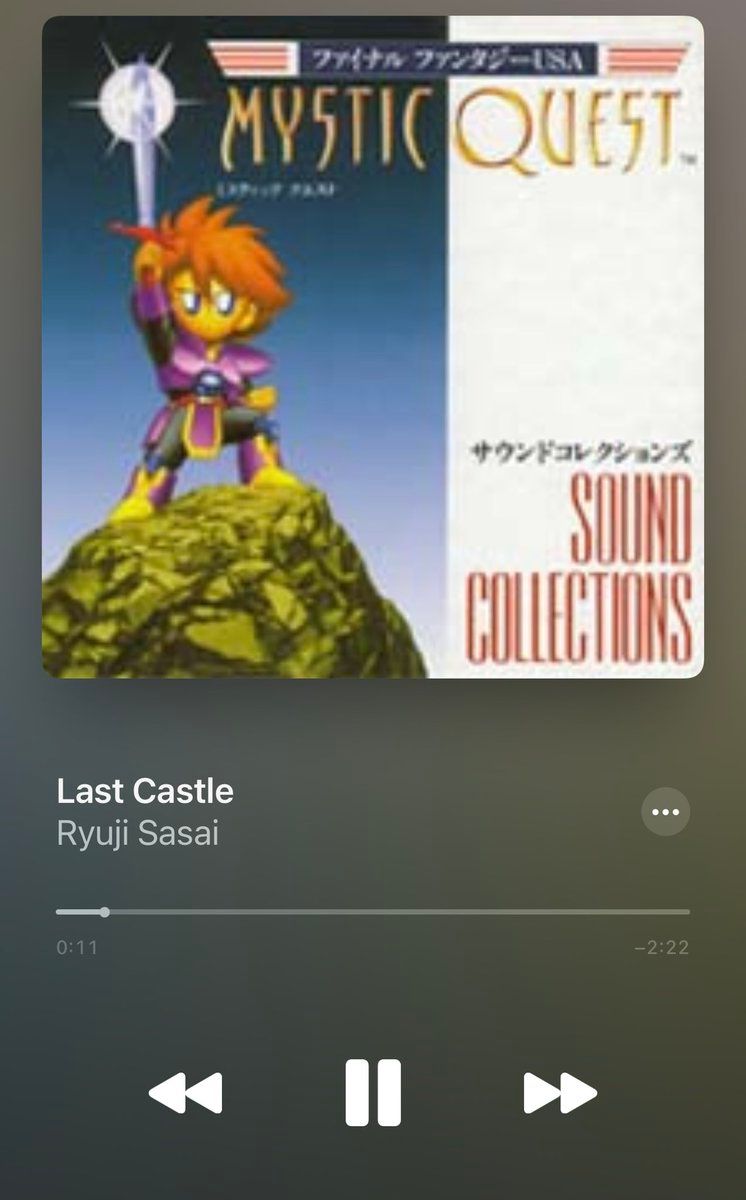 ファイナル ファンタジーUSA
MYSTIC QUEST™
ミスティック クエスト
サウンドコレクションズ
SOUND
COLLECTIONS
Last Castle
Ryuji Sasai
0:11
−2:22